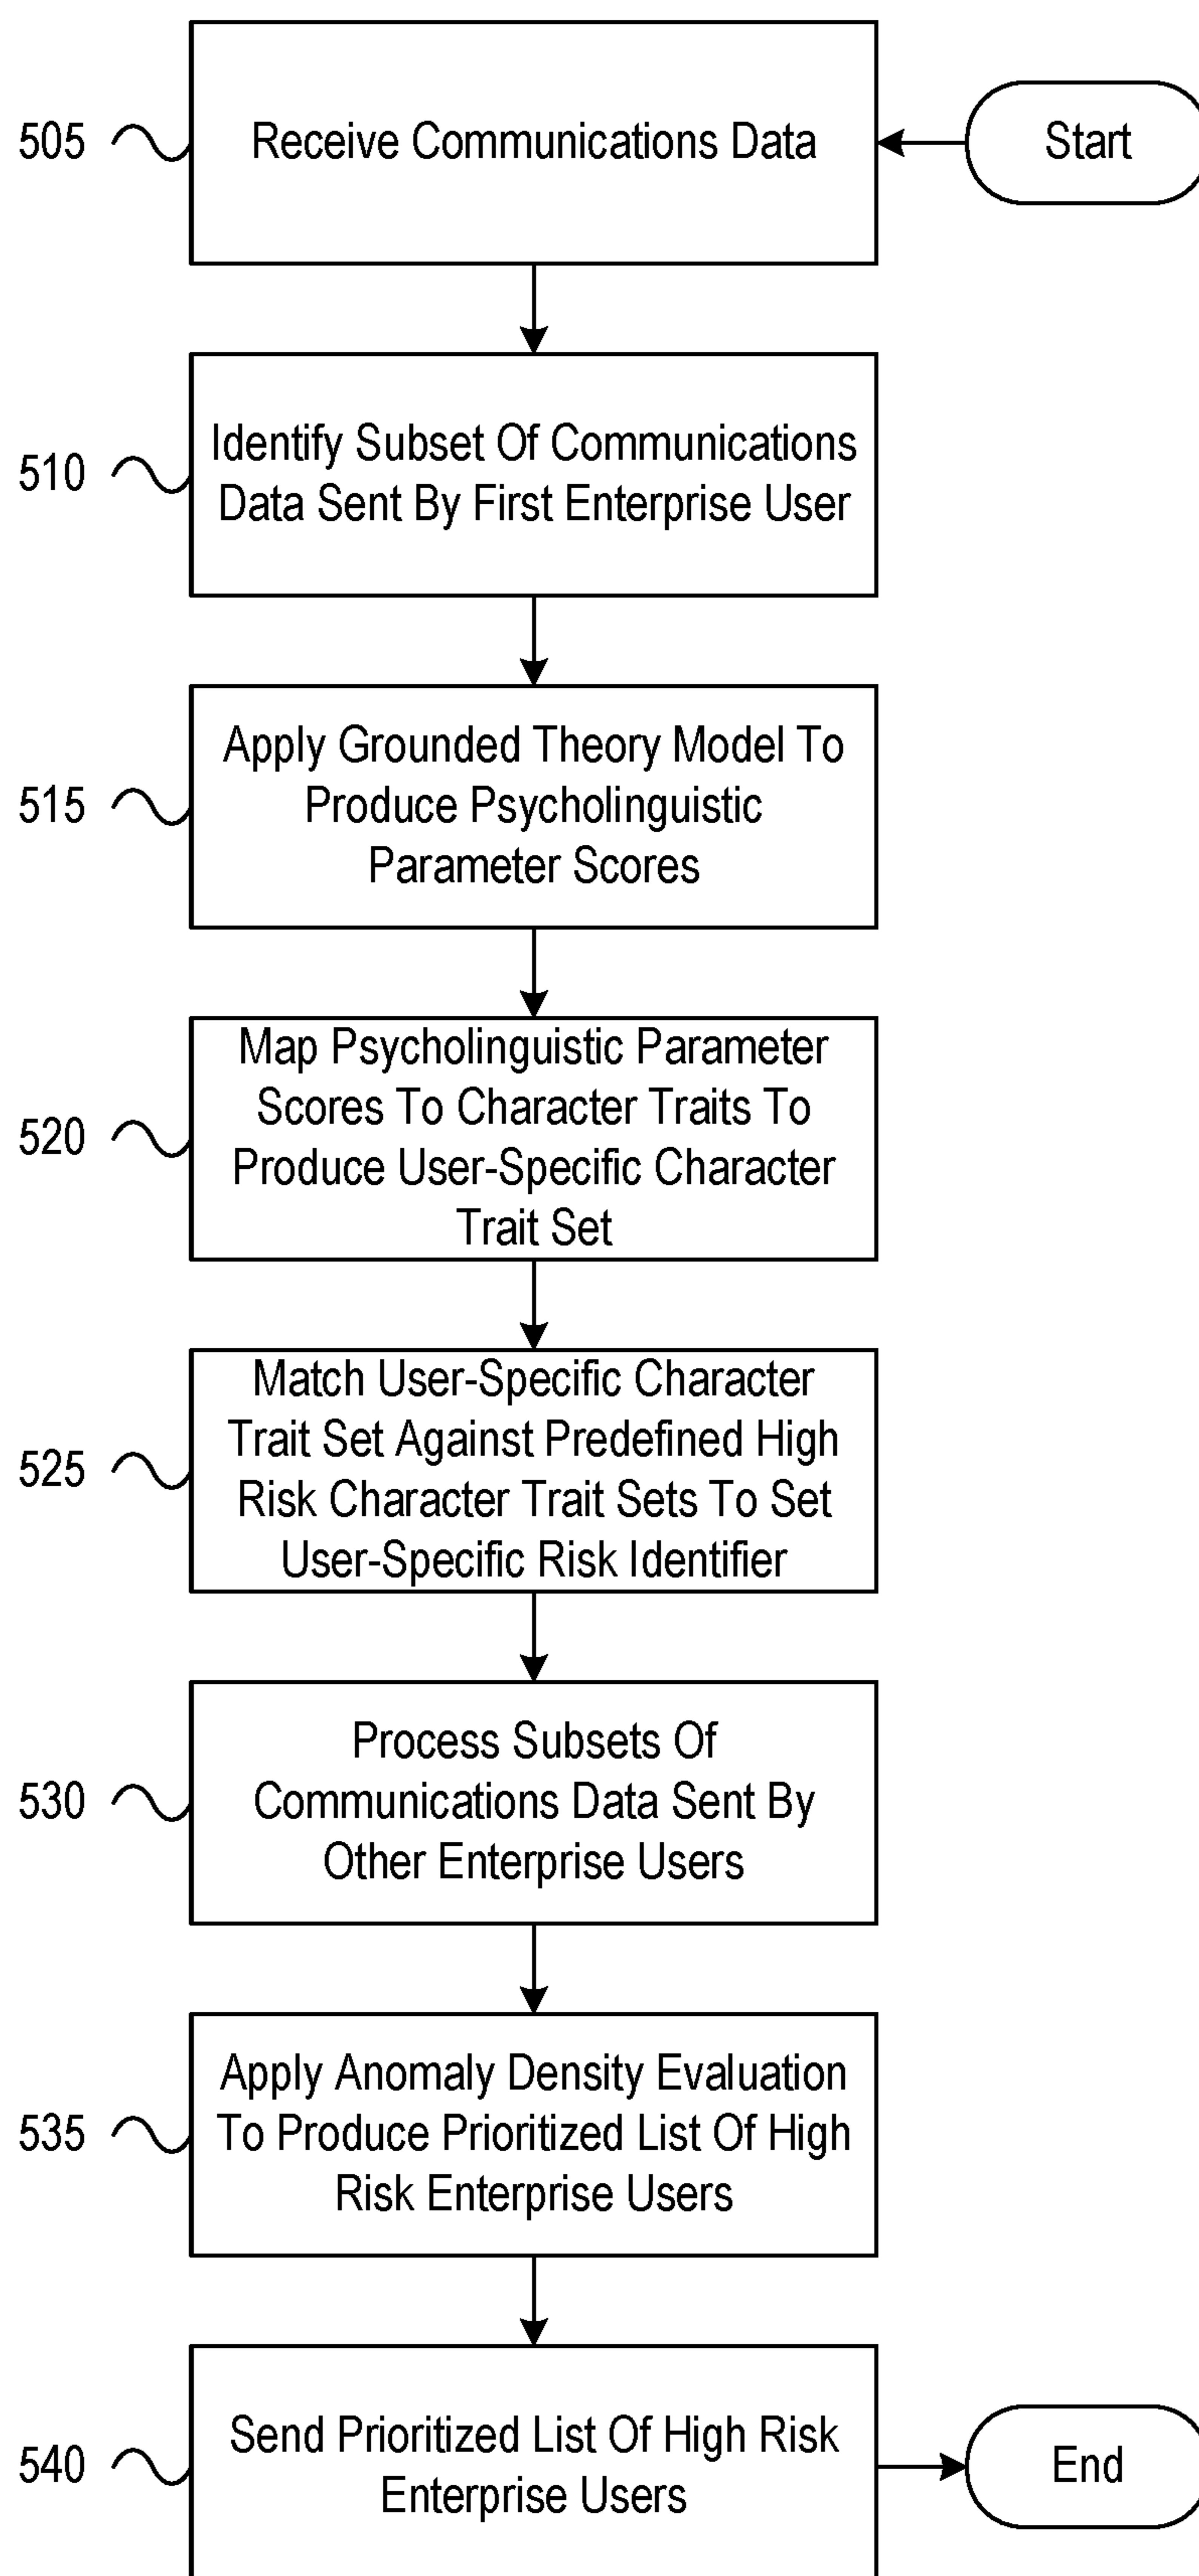 505
Receive Communications Data
Start
510
Identify Subset Of Communications
Data Sent By First Enterprise User
515
Apply Grounded Theory Model To
Produce Psycholinguistic
Parameter Scores
520
Map Psycholinguistic Parameter
Scores To Character Traits To
Produce User-Specific Character
Trait Set
525
Match User-Specific Character
Trait Set Against Predefined High
Risk Character Trait Sets To Set
User-Specific Risk Identifier
530
Process Subsets Of
Communications Data Sent By
Other Enterprise Users
535
Apply Anomaly Density Evaluation
To Produce Prioritized List Of High
Risk Enterprise Users
540
Send Prioritized List Of High Risk
Enterprise Users
End